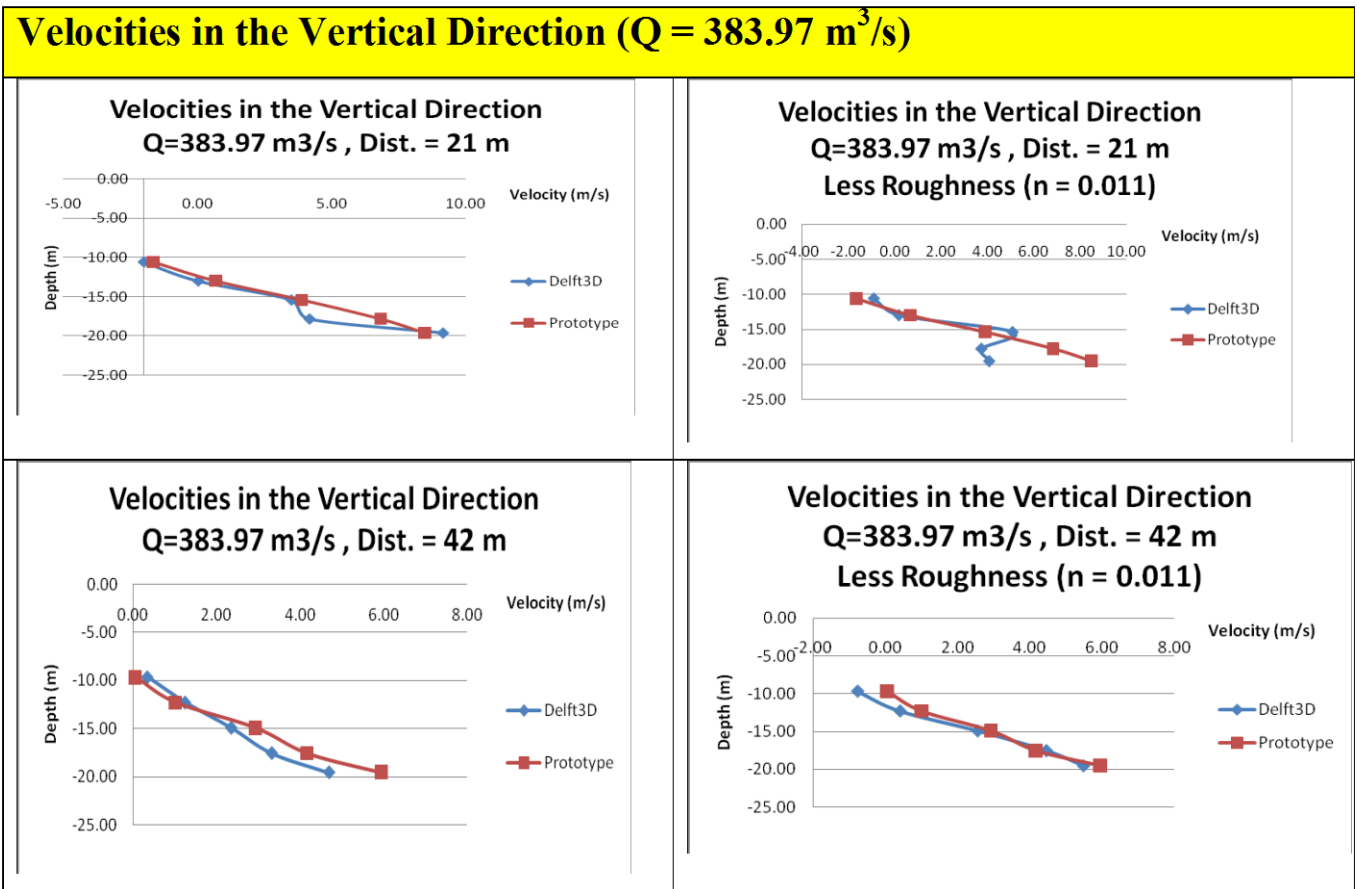 Velocities in the Vertical Direction (Q = 383.97 m³/s)
Velocities in the Vertical Direction
Q=383.97 m3/s , Dist. = 21 m
0.00
-5.00 0.00 5.00 10.00
Velocity (m/s)
-5.00
-10.00
-15.00
-20.00
-25.00
Depth (m)
Delft3D
Prototype
Velocities in the Vertical Direction
Q=383.97 m3/s , Dist. = 21 m
Less Roughness (n = 0.011)
0.00
-4.00 -2.00 0.00 2.00 4.00 6.00 8.00 10.00
Velocity (m/s)
-5.00
-10.00
-15.00
-20.00
-25.00
Depth (m)
Delft3D
Prototype
Velocities in the Vertical Direction
Q=383.97 m3/s , Dist. = 42 m
0.00
0.00 2.00 4.00 6.00 8.00
Velocity (m/s)
-5.00
-10.00
-15.00
-20.00
-25.00
Depth (m)
Delft3D
Prototype
Velocities in the Vertical Direction
Q=383.97 m3/s , Dist. = 42 m
Less Roughness (n = 0.011)
0.00
-2.00 0.00 2.00 4.00 6.00 8.00
Velocity (m/s)
-5.00
-10.00
-15.00
-20.00
-25.00
Depth (m)
Delft3D
Prototype